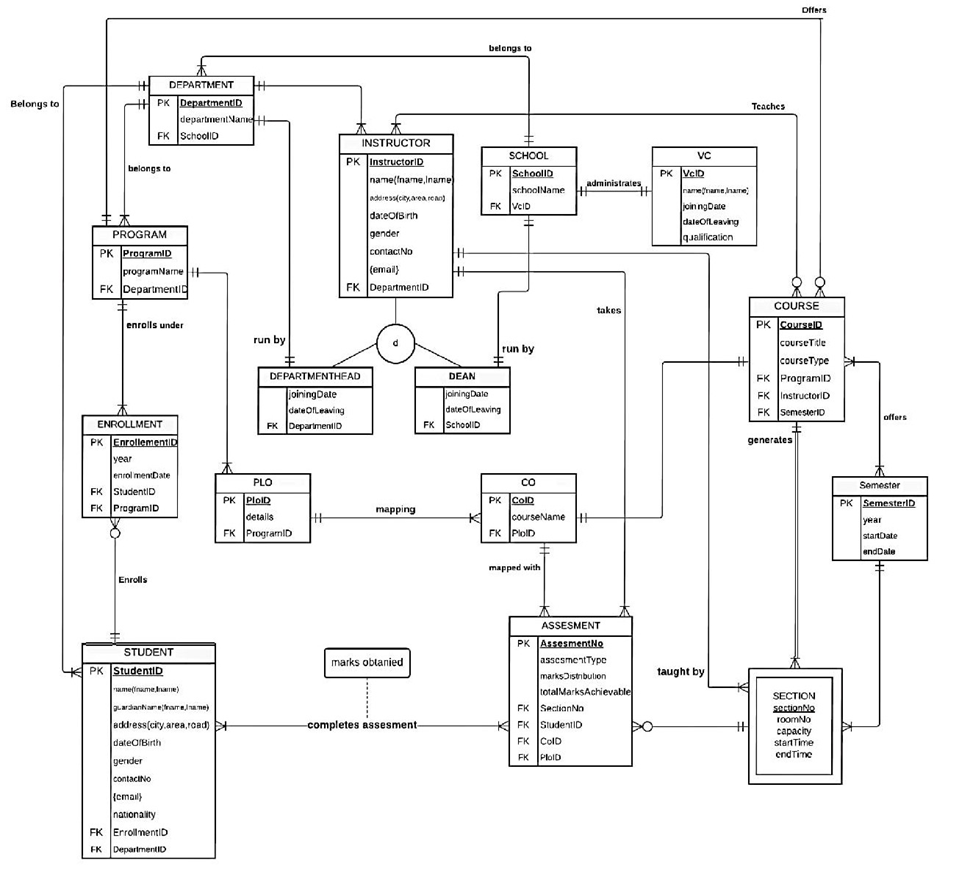 Offers
belongs to
Belongs to
DEPARTMENT
PK DepartmentID
departmentName
FK SchoolID
Teaches
INSTRUCTOR
PK InstructorID
name(fname,lname)
address(city,area,road)
dateOfBirth
gender
contactNo
{email}
FK DepartmentID
SCHOOL
PK SchoolID
schoolName
FK VcID
administrates
VC
PK VcID
name(fname,lname)
joiningDate
dateOfLeaving
qualification
belongs to
PROGRAM
PK ProgramID
programName
FK DepartmentID
enrolls under
run by
d
run by
takes
COURSE
PK CourseID
courseTitle
courseType
FK ProgramID
FK InstructorID
FK SemesterID
DEPARTMENTHEAD
joiningDate
dateOfLeaving
FK DepartmentID
DEAN
joiningDate
dateOfLeaving
FK SchoolID
offers
generates
ENROLLMENT
PK EnrollementID
year
enrollmentDate
FK StudentID
FK ProgramID
PLO
PK PloID
details
FK ProgramID
mapping
CO
PK CoID
courseName
FK PloID
Semester
PK SemesterID
year
startDate
endDate
mapped with
Enrolls
STUDENT
PK StudentID
name(fname,lname)
guardianName(fname,lname)
address(city,area,road)
dateOfBirth
gender
contactNo
{email}
nationality
FK EnrollmentID
FK DepartmentID
marks obtanied
completes assesment
ASSESMENT
PK AssesmentNo
assesmentType
marksDistribution
totalMarksAchievable
FK SectionNo
FK StudentID
FK CoID
FK PloID
taught by
SECTION
sectionNo
roomNo
capacity
startTime
endTime